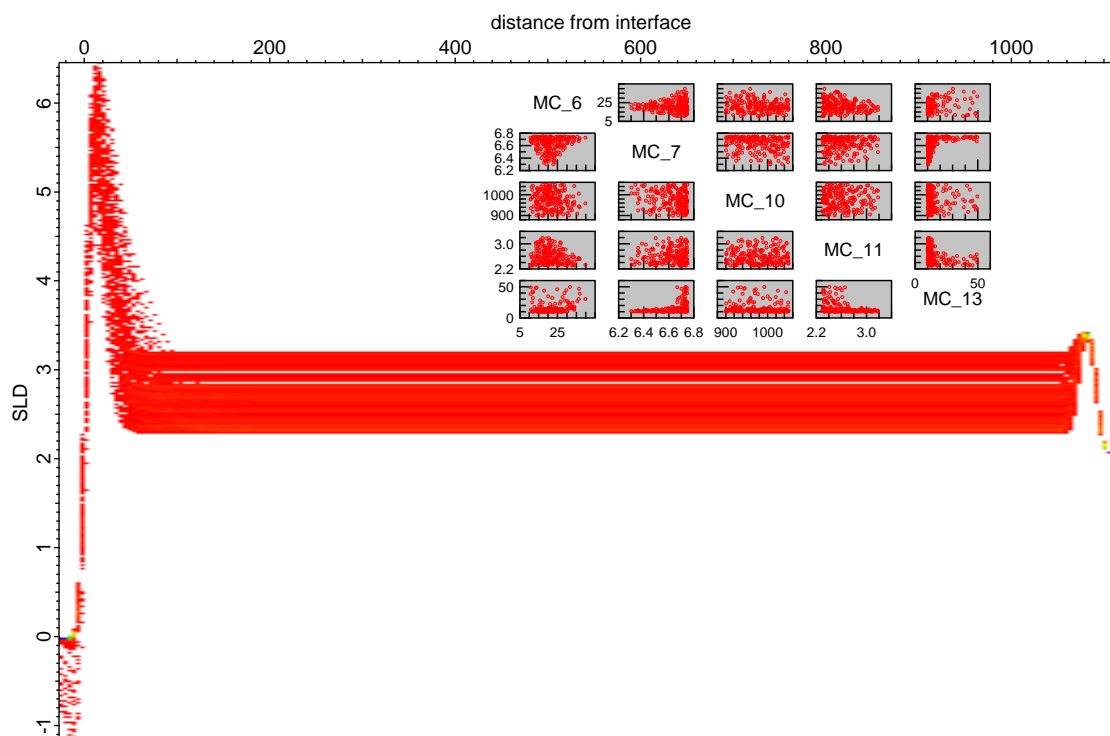 distance from interface
0 200 400 600 800 1000
SLD
6
5
4
3
2
1
0
-1
MC_6 25 5
6.8 6.6 6.4 6.2 MC_7
1000 900 MC_10
3.0 2.2 MC_11
0 50
50 0 MC_13
5 25 6.2 6.4 6.6 6.8 900 1000 2.2 3.0